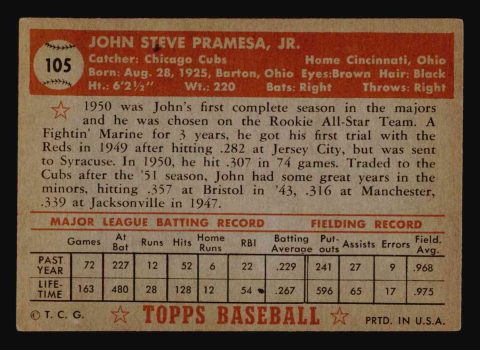 105
JOHN STEVE PRAMESA, JR.
Catcher: Chicago Cubs Home Cincinnati, Ohio
Born: Aug. 28, 1925, Barton, Ohio Eyes:Brown Hair: Black
Ht.: 6'2½" Wt.: 220 Bats: Right Throws: Right
1950 was John's first complete season in the majors
and he was chosen on the Rookie All-Star Team. A
Fightin' Marine for 3 years, he got his first trial with the
Reds in 1949 after hitting .282 at Jersey City, but was sent
to Syracuse. In 1950, he hit .307 in 74 games. Traded to the
Cubs after the '51 season, John had some great years in the
minors, hitting .357 at Bristol in '43, .316 at Manchester,
.339 at Jacksonville in 1947.
MAJOR LEAGUE BATTING RECORD FIELDING RECORD
Games At Bat Runs Hits Home Runs RBI Batting Average Put-outs Assists Errors Field. Avg.
PAST YEAR 72 227 12 52 6 22 .229 241 27 9 .968
LIFE-TIME 163 480 28 128 12 54 .267 596 65 17 .975
© T. C. G. TOPPS BASEBALL PRTD. IN U.S.A.